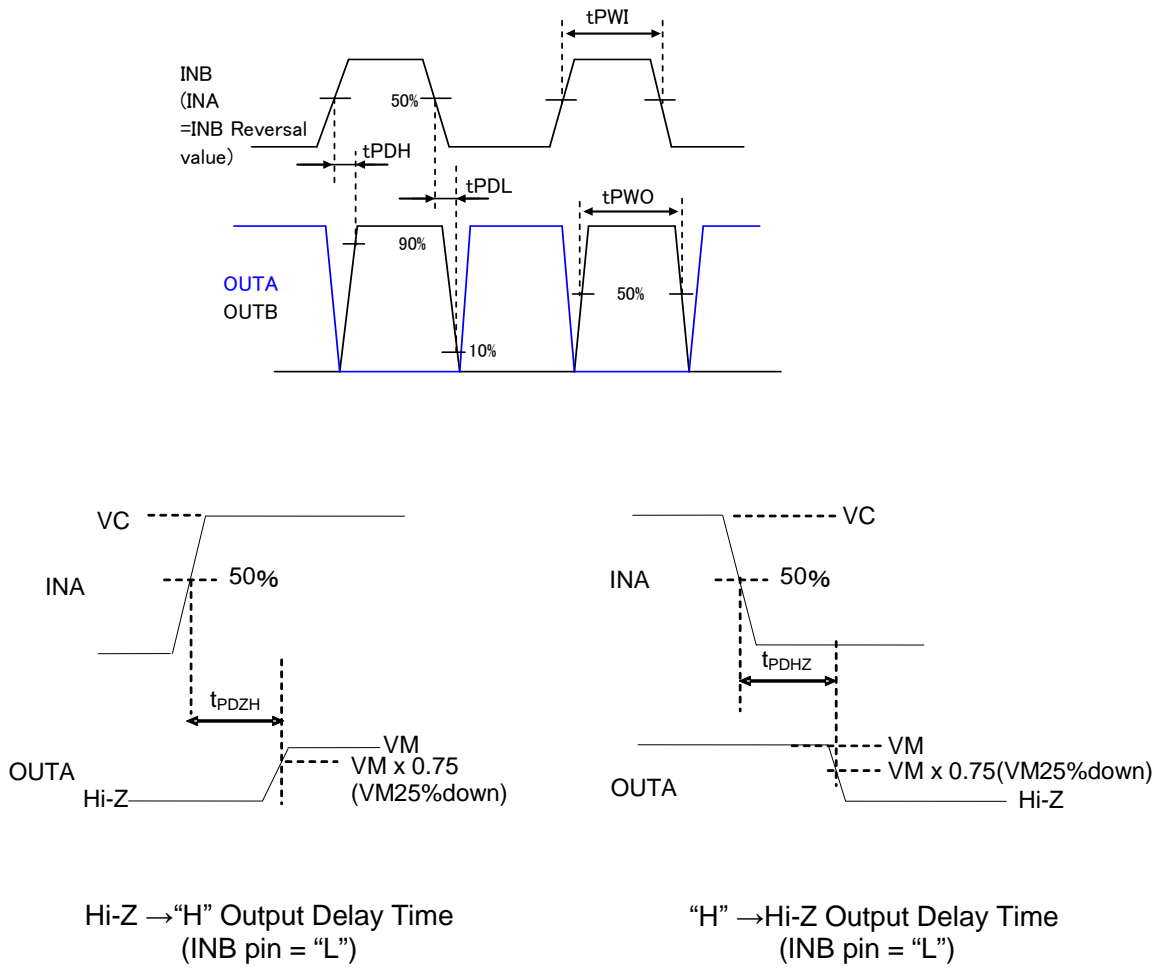 tPWI
INB
(INA
=INB Reversal
value)
50%
tPDH
tPDL
tPWO
90%
OUTA
OUTB
50%
10%
VC
INA
50%
tPDZH
OUTA
VM
VM x 0.75
(VM25%down)
Hi-Z
Hi-Z →“H” Output Delay Time
(INB pin = “L”)
VC
INA
50%
tPDHZ
VM
VM x 0.75(VM25%down)
OUTA
Hi-Z
“H” →Hi-Z Output Delay Time
(INB pin = “L”)